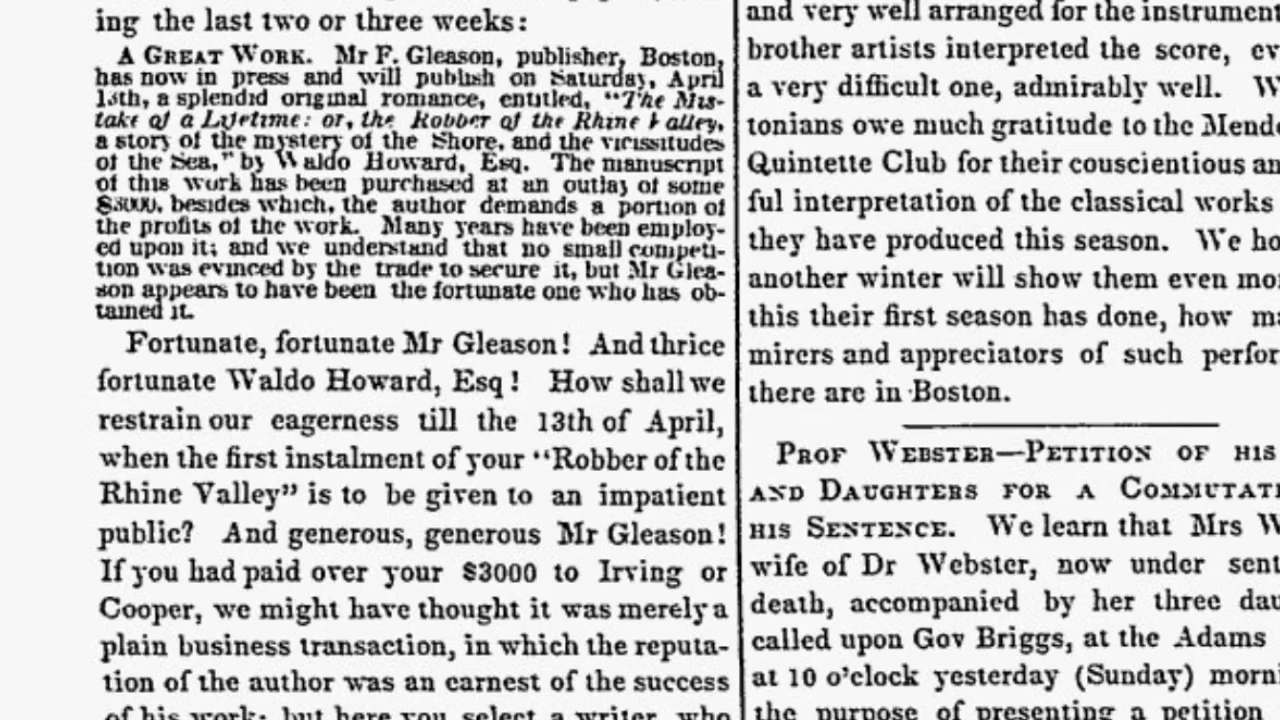 ing the last two or three weeks:
A GREAT WORK. Mr F. Gleason, publisher, Boston,
has now in press and will publish on Saturday, April
13th, a splendid original romance, entitled, "The Mis-
take of a Lifetime: or, the Robber of the Rhine Valley,
a story of the mystery of the Shore, and the vicissitudes
of the Sea," by Waldo Howard, Esq. The manuscript
of this work has been purchased at an outlay of some
$3000, besides which, the author demands a portion of
the profits of the work. Many years have been employ-
ed upon it; and we understand that no small competi-
tion was evinced by the trade to secure it, but Mr Glea-
son appears to have been the fortunate one who has ob-
tained it.
Fortunate, fortunate Mr Gleason! And thrice
fortunate Waldo Howard, Esq! How shall we
restrain our eagerness till the 13th of April,
when the first instalment of your "Robber of the
Rhine Valley" is to be given to an impatient
public? And generous, generous Mr Gleason!
If you had paid over your $3000 to Irving or
Cooper, we might have thought it was merely a
plain business transaction, in which the reputa-
tion of the author was an earnest of the success
of his work; but here you select a writer, who
and very well arranged for the instrument
brother artists interpreted the score, ev
a very difficult one, admirably well. W
tonians owe much gratitude to the Mende
Quintette Club for their couscientious an
ful interpretation of the classical works
they have produced this season. We ho
another winter will show them even mo
this their first season has done, how ma
mirers and appreciators of such perfor
there are in Boston.
PROF WEBSTER—PETITION OF HIS
AND DAUGHTERS FOR A COMMUTATI
HIS SENTENCE. We learn that Mrs W
wife of Dr Webster, now under sent
death, accompanied by her three dau
called upon Gov Briggs, at the Adams
at 10 o'clock yesterday (Sunday) morni
the purpose of presenting a petition